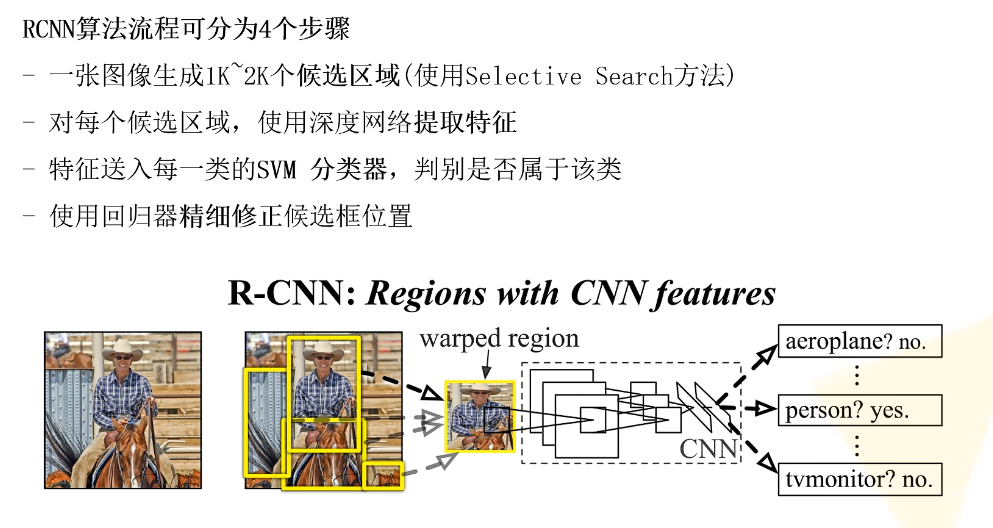 RCNN算法流程可分为4个步骤
- 一张图像生成1K~2K个候选区域(使用Selective Search方法)
- 对每个候选区域，使用深度网络提取特征
- 特征送入每一类的SVM 分类器，判别是否属于该类
- 使用回归器精细修正候选框位置
R-CNN: Regions with CNN features
warped region
aeroplane? no.
⋮
person? yes.
CNN
⋮
tvmonitor? no.